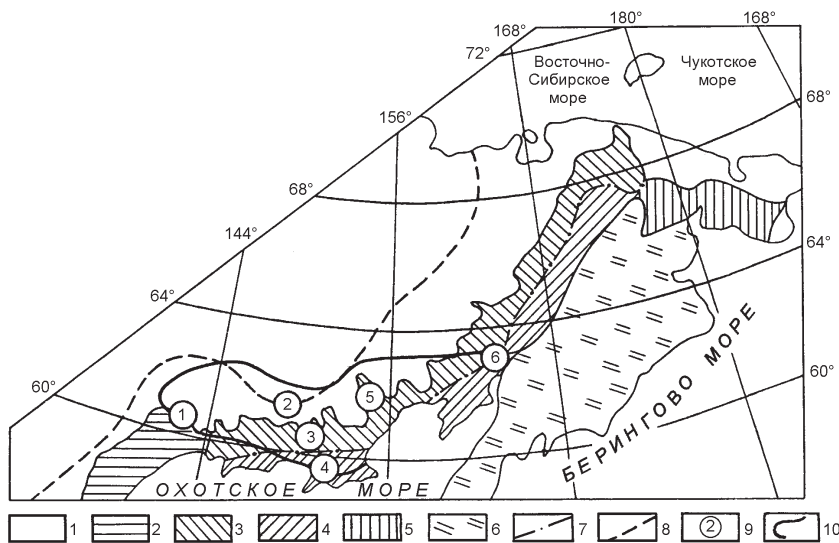 168°
180°
168°
72°
Восточно-
Сибирское
море
Чукотское
море
68°
156°
68°
144°
64°
64°
60°
60°
1
2
3
4
5
6
БЕРИНГОВО МОРЕ
ОХОТСКОЕ МОРЕ
1 2 3 4 5 6 7 8 2 9 10